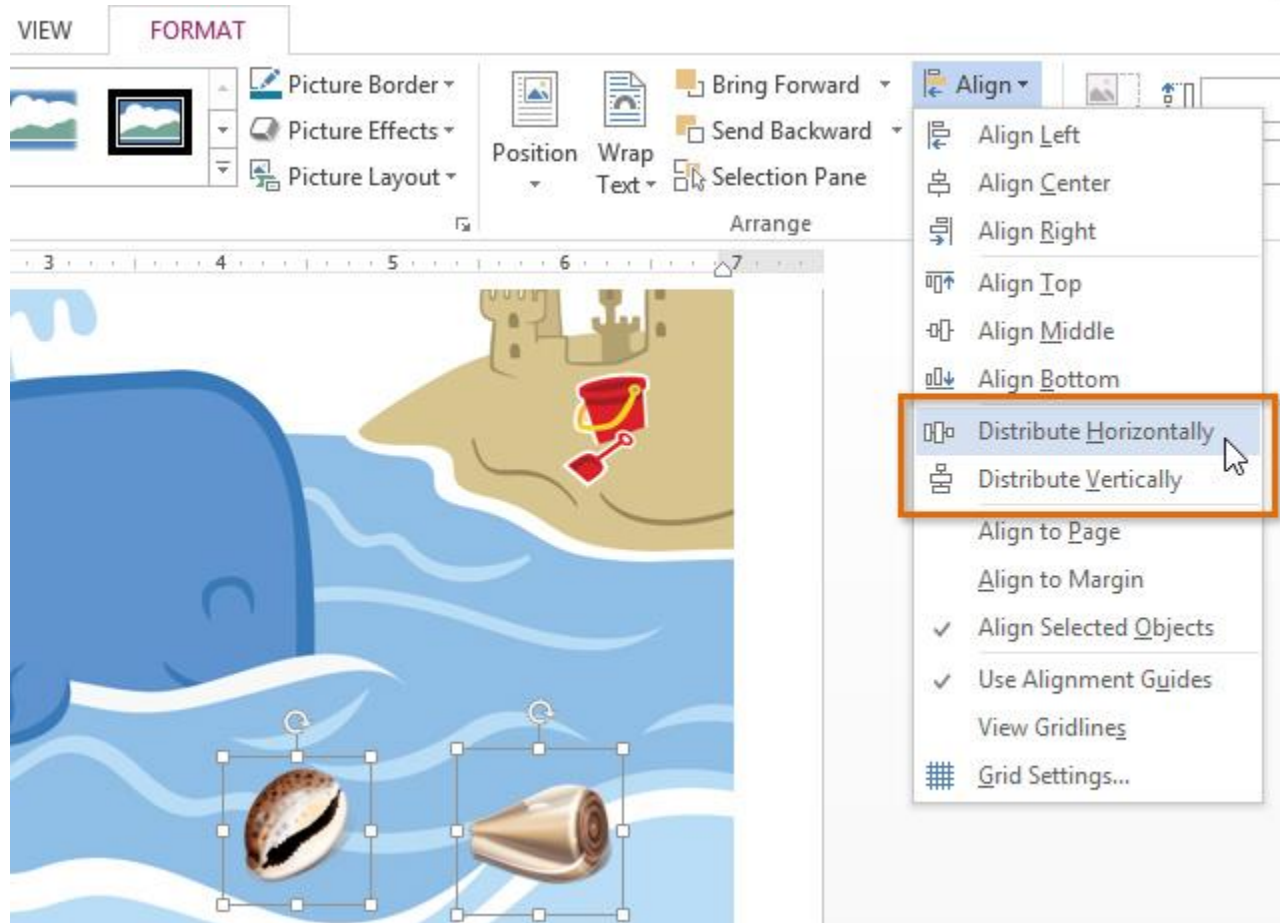 VIEW FORMAT
Picture Border
Picture Effects
Picture Layout
Position
Wrap
Text
Bring Forward
Send Backward
Selection Pane
Arrange
Align
Align Left
Align Center
Align Right
Align Top
Align Middle
Align Bottom
Distribute Horizontally
Distribute Vertically
Align to Page
Align to Margin
Align Selected Objects
Use Alignment Guides
View Gridlines
Grid Settings...
3 4 5 6 7